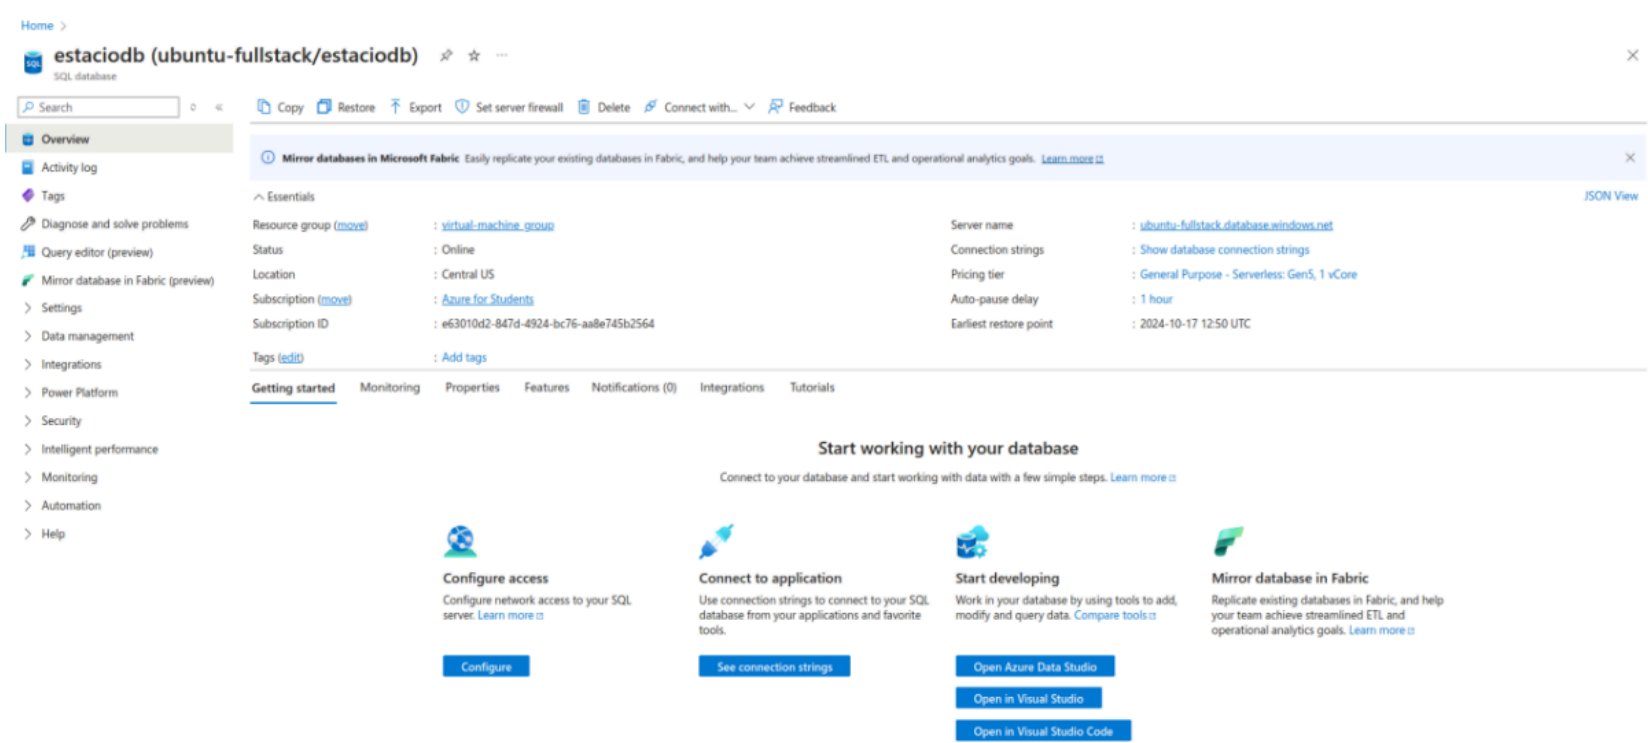 Home >
estaciodb (ubuntu-fullstack/estaciodb)
SQL database
Search
Copy Restore Export Set server firewall Delete Connect with... Feedback
Overview
Activity log
Tags
Diagnose and solve problems
Query editor (preview)
Mirror database in Fabric (preview)
Settings
Data management
Integrations
Power Platform
Security
Intelligent performance
Monitoring
Automation
Help
Mirror databases in Microsoft Fabric Easily replicate your existing databases in Fabric, and help your team achieve streamlined ETL and operational analytics goals. Learn more
Essentials
JSON View
Resource group (move) : virtual-machine_group
Status : Online
Location : Central US
Subscription (move) : Azure for Students
Subscription ID : e63010d2-847d-4924-bc76-aa8e745b2564
Tags (edit) : Add tags
Server name : ubuntu-fullstack.database.windows.net
Connection strings : Show database connection strings
Pricing tier : General Purpose - Serverless: Gen5, 1 vCore
Auto-pause delay : 1 hour
Earliest restore point : 2024-10-17 12:50 UTC
Getting started Monitoring Properties Features Notifications (0) Integrations Tutorials
Start working with your database
Connect to your database and start working with data with a few simple steps. Learn more
Configure access
Configure network access to your SQL
server. Learn more
Configure
Connect to application
Use connection strings to connect to your SQL
database from your applications and favorite
tools.
See connection strings
Start developing
Work in your database by using tools to add,
modify and query data. Compare tools
Open Azure Data Studio
Open in Visual Studio
Open in Visual Studio Code
Mirror database in Fabric
Replicate existing databases in Fabric, and help
your team achieve streamlined ETL and
operational analytics goals. Learn more